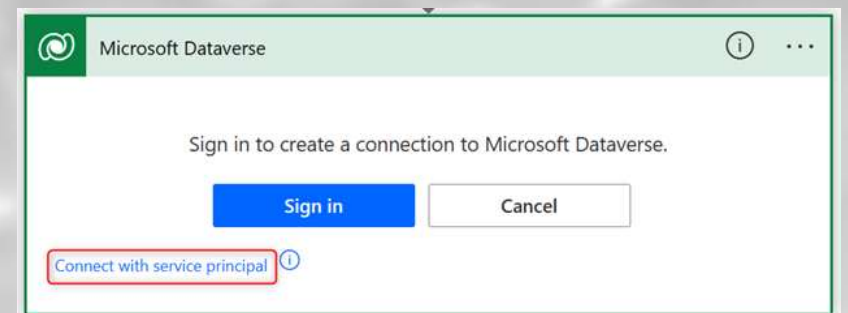 Microsoft Dataverse
Sign in to create a connection to Microsoft Dataverse.
Sign in
Cancel
Connect with service principal